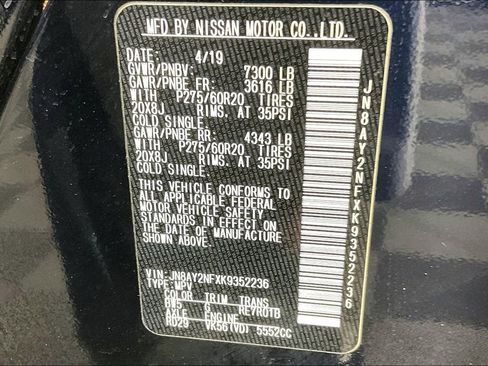 MFD BY NISSAN MOTOR CO.,LTD.
DATE: 4/19
GVWR/PNBV: 7300 LB
GAWR/PNBE FR: 3616 LB
WITH P275/60R20 TIRES
20X8J RIMS, AT 35PSI
COLD SINGLE
GAWR/PNBE RR: 4343 LB
WITH P275/60R20 TIRES
20X8J RIMS, AT 35PSI
COLD SINGLE
THIS VEHICLE CONFORMS TO
ALL APPLICABLE FEDERAL
MOTOR VEHICLE SAFETY
STANDARDS IN EFFECT ON
THE DATE OF MANUFACTURE
SHOWN ABOVE.
VIN: JN8AY2NFXK9352236
TYPE: MPV
COLOR TRIM TRANS
BW5 G RE7R01B
AXLE ENGINE
RD29 VK56(VD) 5552CC
JN8AY2NFXK9352236